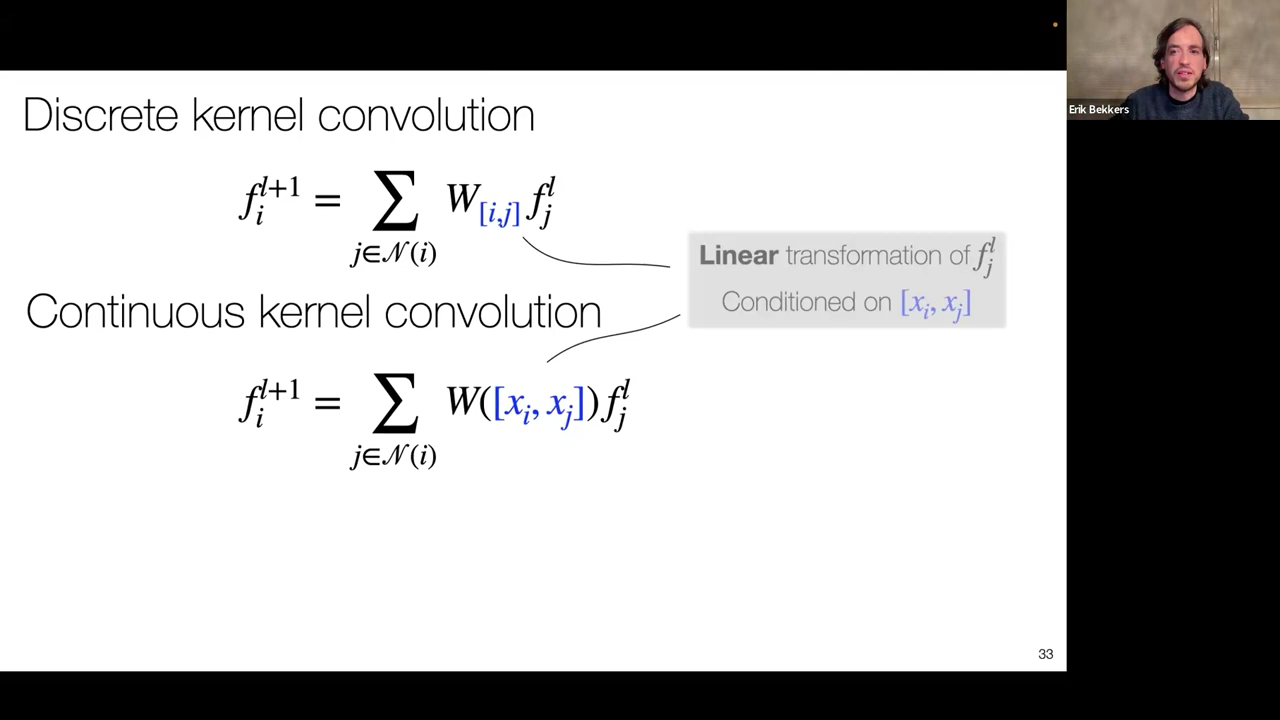 Discrete kernel convolution
f_i^{l+1} = ∑_{j∈𝒩(i)} W_{[i,j]} f_j^l
Linear transformation of f_j^l
Conditioned on [x_i, x_j]
Continuous kernel convolution
f_i^{l+1} = ∑_{j∈𝒩(i)} W([x_i, x_j]) f_j^l
33
Erik Bekkers